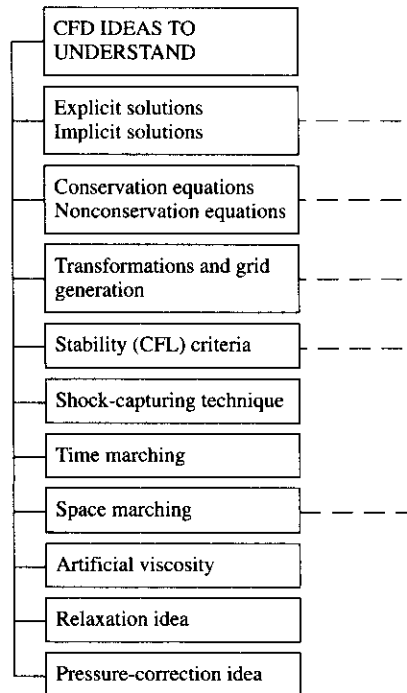 CFD IDEAS TO
UNDERSTAND
Explicit solutions
Implicit solutions
Conservation equations
Nonconservation equations
Transformations and grid
generation
Stability (CFL) criteria
Shock-capturing technique
Time marching
Space marching
Artificial viscosity
Relaxation idea
Pressure-correction idea